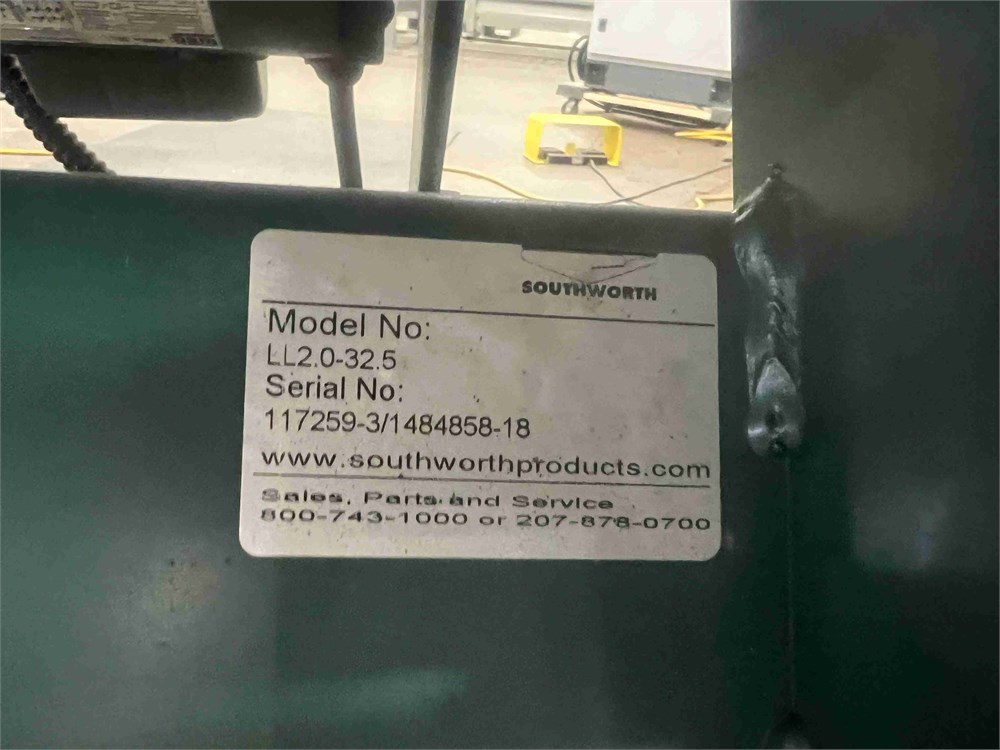 SOUTHWORTH
Model No:
LL2.0-32.5
Serial No:
117259-3/1484858-18
www.southworthproducts.com
Sales, Parts and Service
800-743-1000 or 207-878-0700